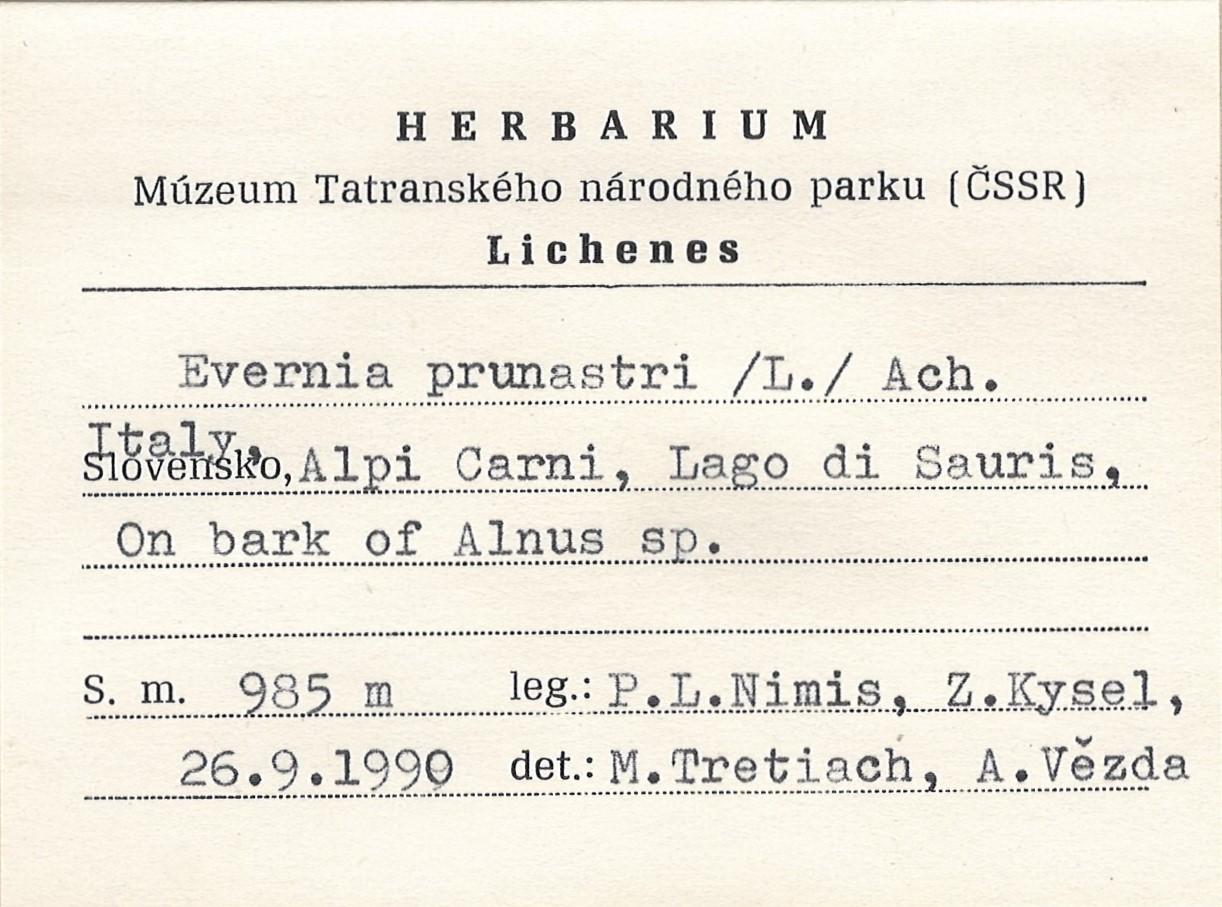 HERBARIUM
Múzeum Tatranského národného parku (ČSSR)
Lichenes
Evernia prunastri /L./ Ach.
Italy,
Slovensko, Alpi Carni, Lago di Sauris,
On bark of Alnus sp.
S. m. 985 m leg.: P.L.Nimis, Z.Kysel,
26.9.1990 det.: M.Tretiach, A.Vězda